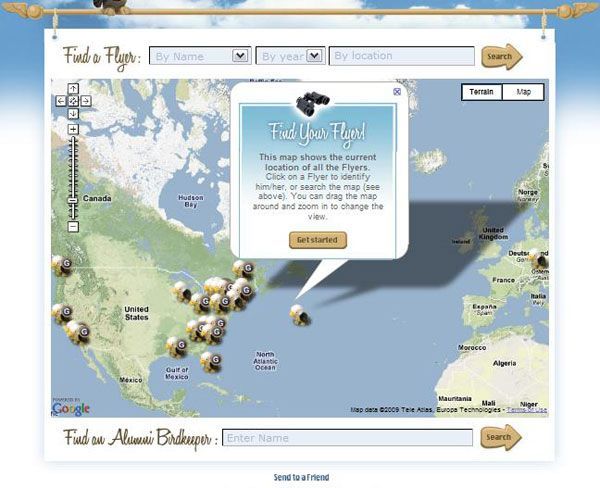 Find a Flyer :
By Name
By year
By location
Search
Find Your Flyer!
This map shows the current
location of all the Flyers.
Click on a Flyer to identify
him/her, or search the map (see
above). You can drag the map
around and zoom in to change the
view.
Get started
Terrain
Map
Canada
Hudson
Bay
Norge
Norway
United
Kingdom
Ireland
España
Spain
Italia
Italy
United
States
North
Atlantic
Ocean
Gulf of
Mexico
México
Mexico
Morocco
Algeria
Mauritania
Mali
Niger
G
G
G
G
G
G
G
G
G
G
G
POWERED BY
Google
Map data ©2009 Tele Atlas, Europa Technologies - Terms of Use
Find an Alumni Birdkeeper :
Enter Name
Search
Send to a Friend